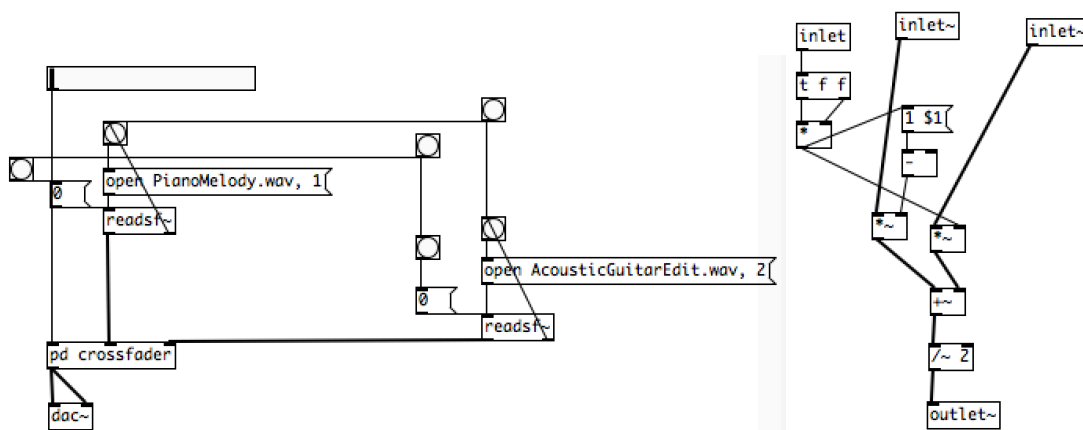 open PianoMelody.wav, 1
0
readsf~
open AcousticGuitarEdit.wav, 2
0
readsf~
pd crossfader
dac~
inlet
inlet~
inlet~
t f f
*
1 $1
-
*~
*~
+~
/~ 2
outlet~